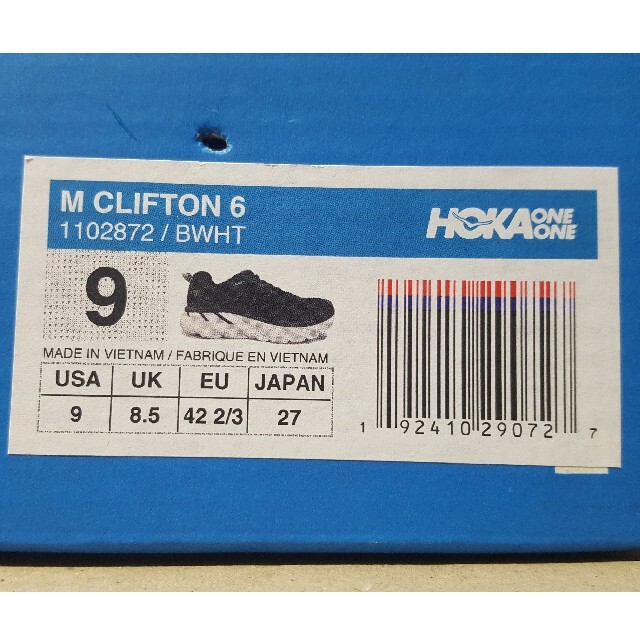 M CLIFTON 6
1102872 / BWHT
HOKA ONE ONE
9
MADE IN VIETNAM / FABRIQUE EN VIETNAM
USA UK EU JAPAN
9 8.5 42 2/3 27
1 92410 29072 7